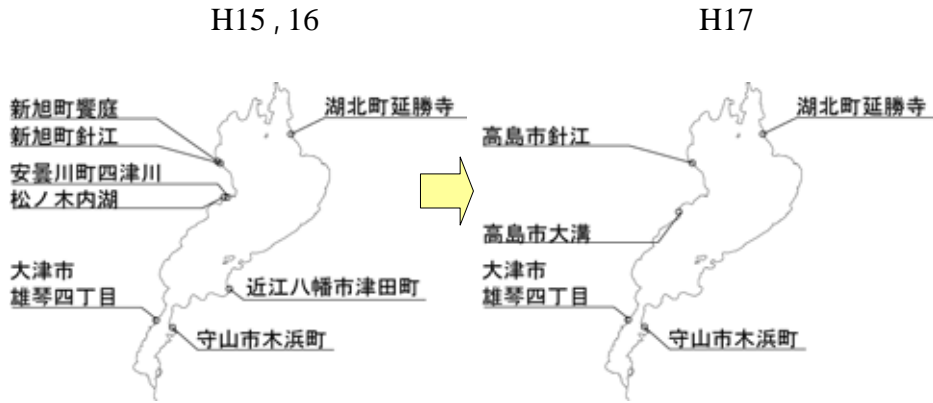 H15 , 16
新旭町饗庭
新旭町針江
安曇川町四津川
松ノ木内湖
大津市
雄琴四丁目
湖北町延勝寺
近江八幡市津田町
守山市木浜町
H17
高島市針江
高島市大溝
大津市
雄琴四丁目
湖北町延勝寺
守山市木浜町